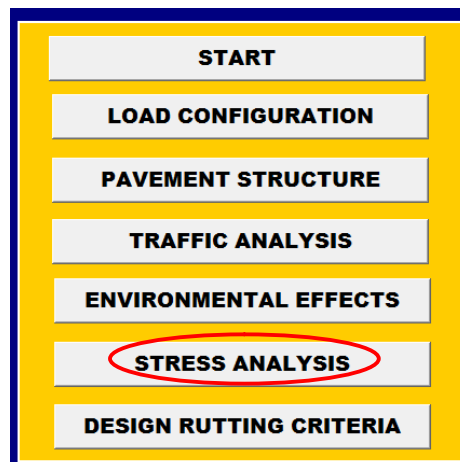 START
LOAD CONFIGURATION
PAVEMENT STRUCTURE
TRAFFIC ANALYSIS
ENVIRONMENTAL EFFECTS
STRESS ANALYSIS
DESIGN RUTTING CRITERIA